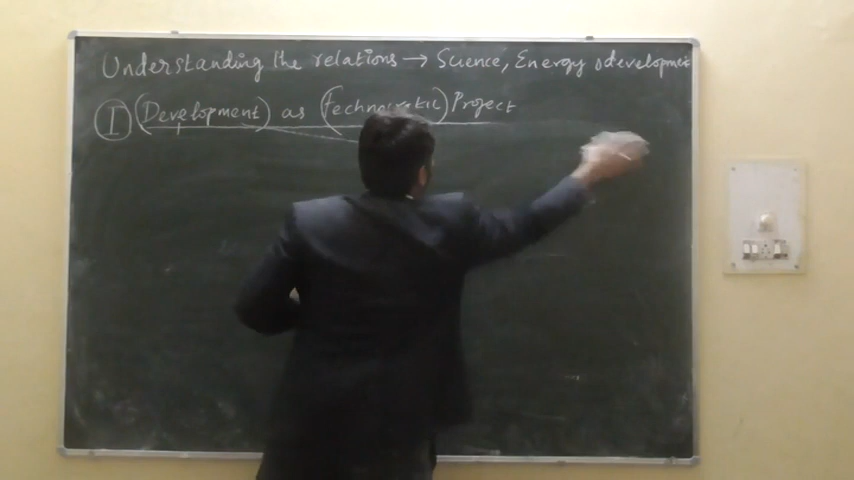 Understanding the relations → Science, Energy & development
I (Development) as (Technocratic) Project